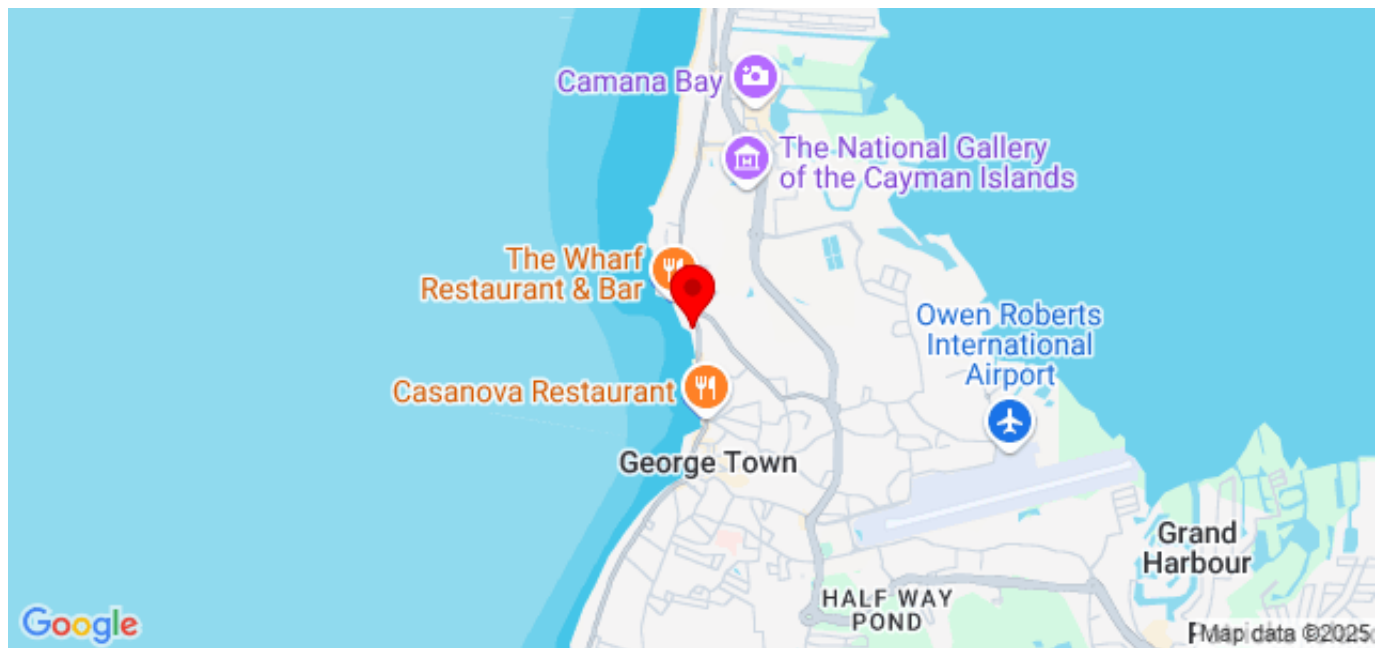 Camana Bay
The National Gallery
of the Cayman Islands
The Wharf
Restaurant & Bar
Owen Roberts
International
Airport
Casanova Restaurant
George Town
Grand
Harbour
HALF WAY
POND
Google
Map data ©2025